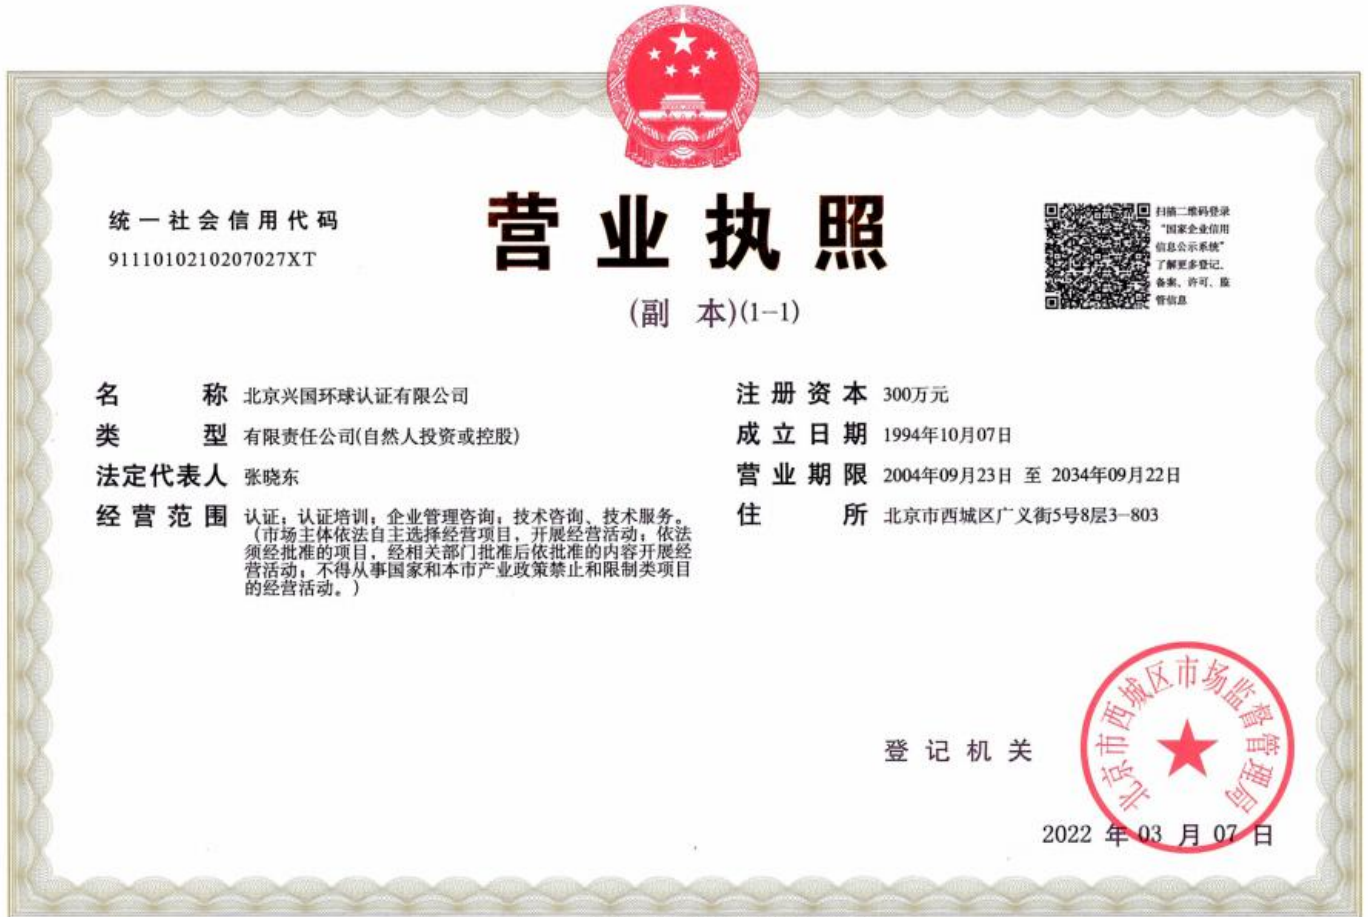 统一社会信用代码
9111010210207027XT
营业执照
(副 本)(1-1)
扫描二维码登录
“国家企业信用
信息公示系统”
了解更多登记、
备案、许可、监
管信息
名 称 北京兴国环球认证有限公司
类 型 有限责任公司(自然人投资或控股)
法定代表人 张晓东
经营范围 认证；认证培训；企业管理咨询；技术咨询、技术服务。
（市场主体依法自主选择经营项目，开展经营活动；依法
须经批准的项目，经相关部门批准后依批准的内容开展经
营活动；不得从事国家和本市产业政策禁止和限制类项目
的经营活动。）
注册资本 300万元
成立日期 1994年10月07日
营业期限 2004年09月23日 至 2034年09月22日
住 所 北京市西城区广义街5号8层3-803
登记机关
北京市西城区市场监督管理局
2022 年 03 月 07 日